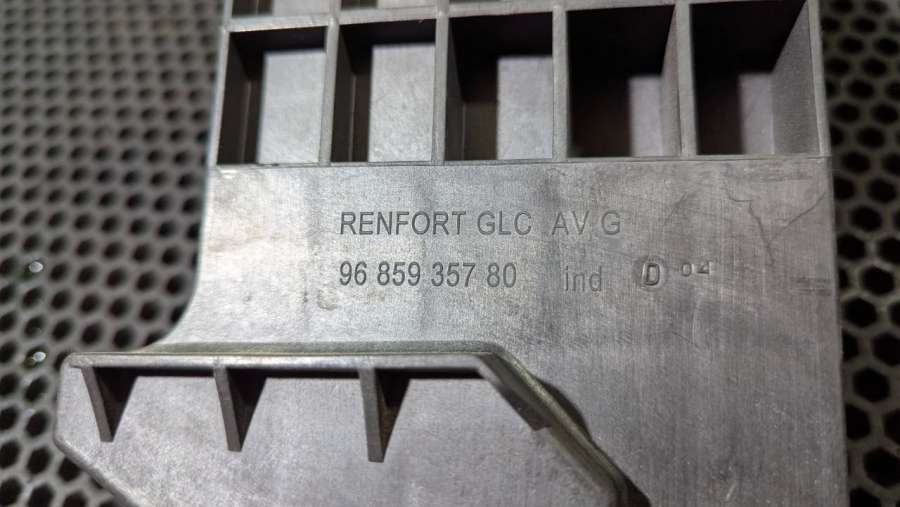 RENFORT GLC AV G
96 859 357 80 ind D 04